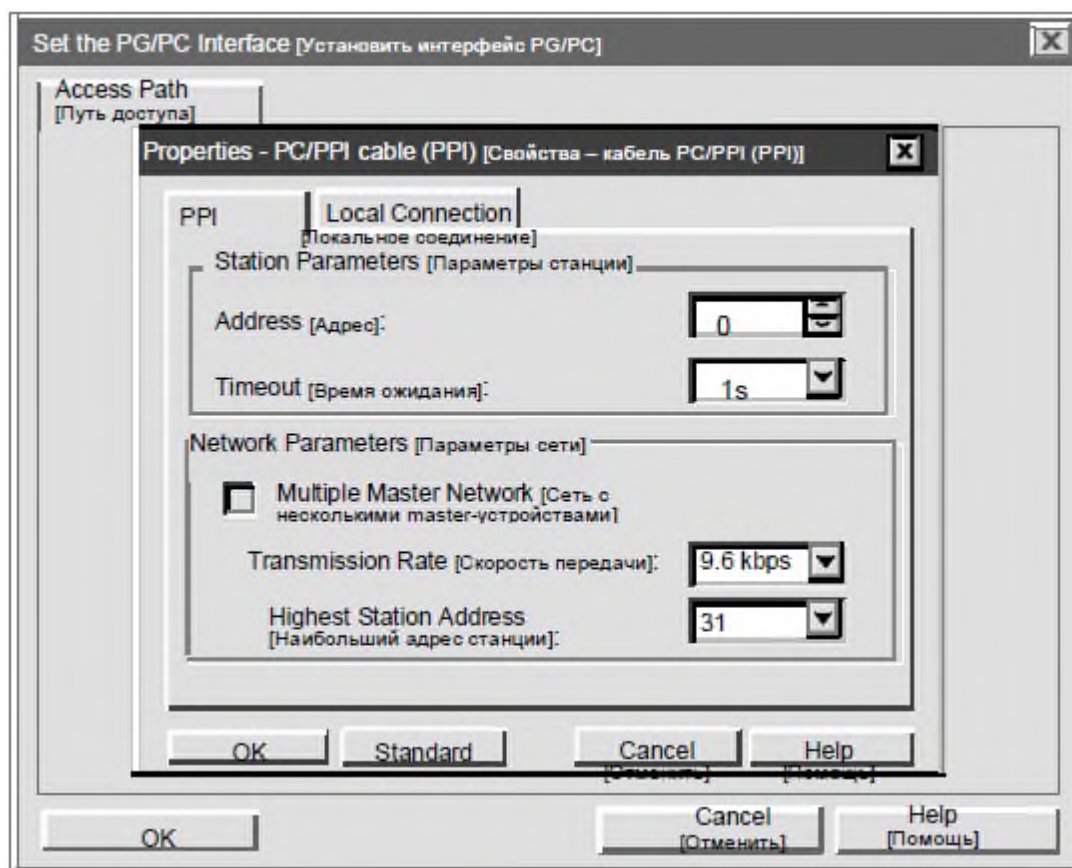 Set the PG/PC Interface [Установить интерфейс PG/PC]
Access Path
[Путь доступа]
Properties - PC/PPI cable (PPI) [Свойства – кабель PC/PPI (PPI)]
PPI
Local Connection
[Локальное соединение]
Station Parameters [Параметры станции]
Address [Адрес]:
0
Timeout [Время ожидания]:
1s
Network Parameters [Параметры сети]
Multiple Master Network [Сеть с
несколькими master-устройствами]
Transmission Rate [Скорость передачи]:
9.6 kbps
Highest Station Address
[Наибольший адрес станции]:
31
OK
Standard
Cancel
[Отменить]
Help
[Помощь]
OK
Cancel
[Отменить]
Help
[Помощь]